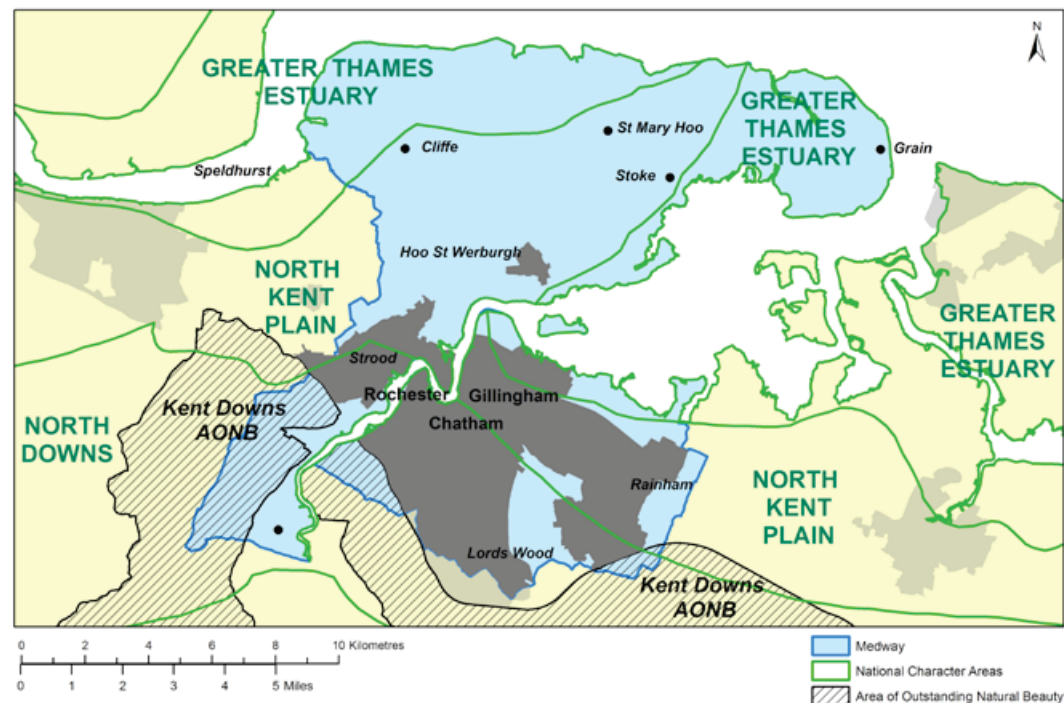 N
GREATER THAMES
ESTUARY
GREATER
THAMES
ESTUARY
St Mary Hoo
Cliffe
Grain
Speldhurst
Stoke
Hoo St Werburgh
NORTH
KENT
PLAIN
GREATER
THAMES
ESTUARY
Strood
Rochester
Gillingham
Kent Downs
AONB
Chatham
NORTH
DOWNS
NORTH
KENT
PLAIN
Rainham
Lords Wood
Kent Downs
AONB
0 2 4 6 8 10 Kilometres
0 1 2 3 4 5 Miles
Medway
National Character Areas
Area of Outstanding Natural Beauty